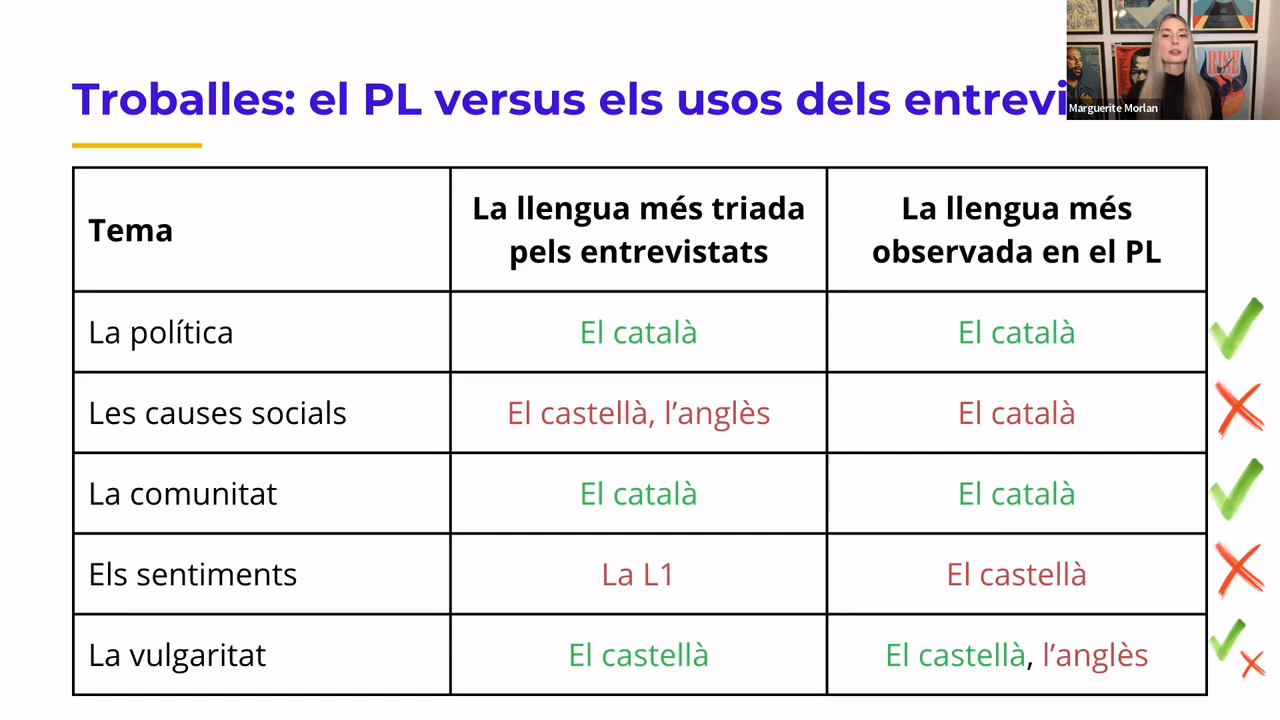 Troballes: el PL versus els usos dels entrevi
Marguerite Morlan
RISE
Tema
La llengua més triada
pels entrevistats
La llengua més
observada en el PL
La política
El català
El català
Les causes socials
El castellà, l’anglès
El català
La comunitat
El català
El català
Els sentiments
La L1
El castellà
La vulgaritat
El castellà
El castellà, l’anglès